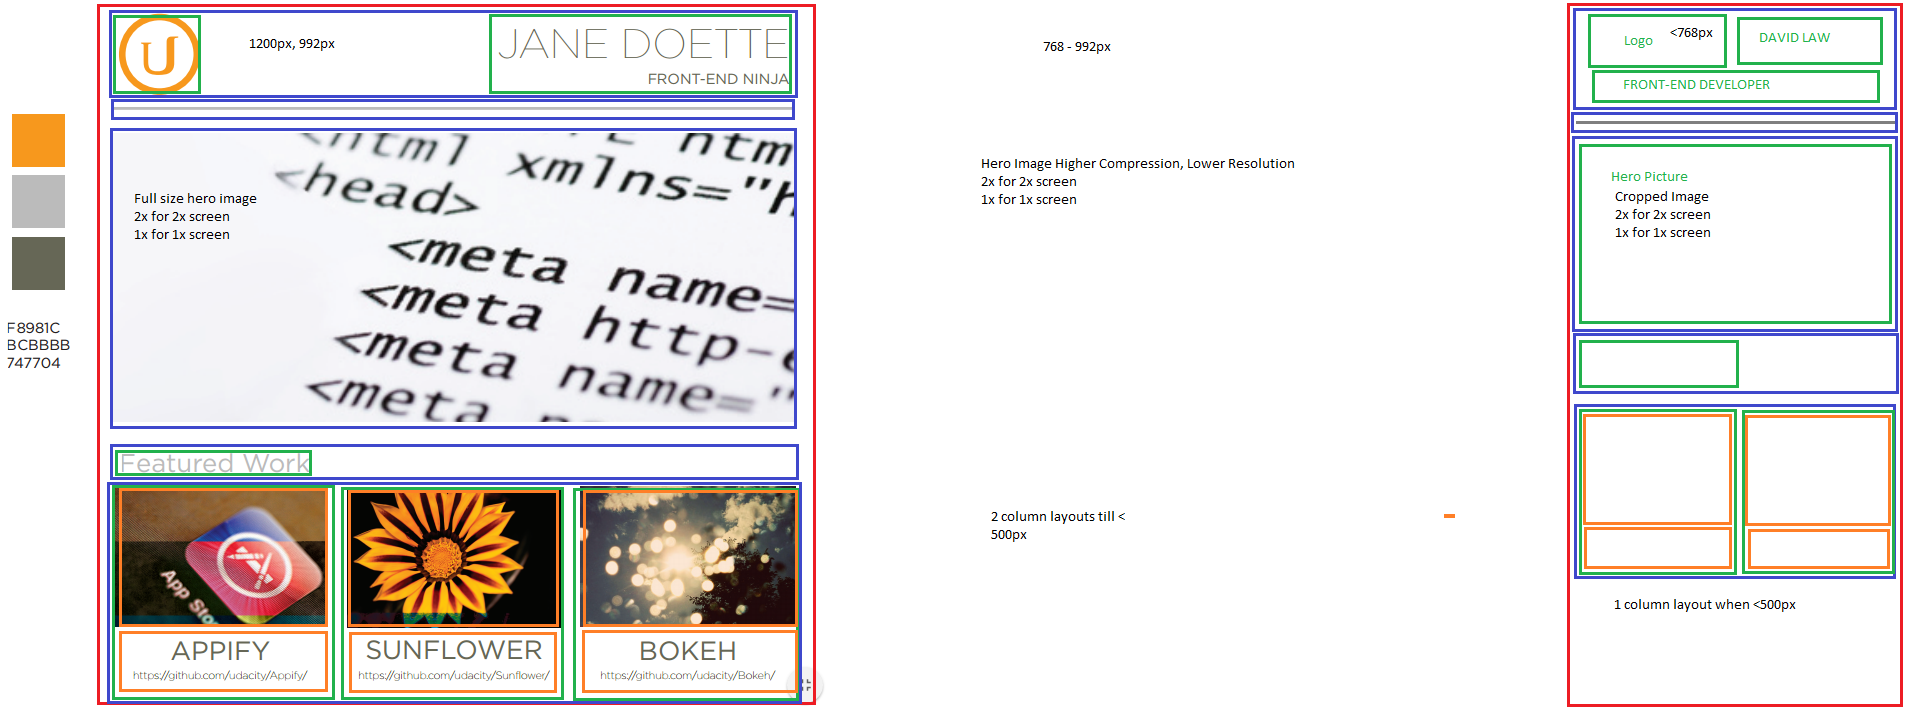 U
1200px, 992px
JANE DOETTE
FRONT-END NINJA
F8981C
BCBBBB
747704
Full size hero image
2x for 2x screen
1x for 1x screen
<html
xmlns="h
<head>
<meta name=
<meta http-e
<meta name="
<meta
Featured Work
App Sto
APPIFY
https://github.com/udacity/Appify/
SUNFLOWER
https://github.com/udacity/Sunflower/
BOKEH
https://github.com/udacity/Bokeh/
768 - 992px
Hero Image Higher Compression, Lower Resolution
2x for 2x screen
1x for 1x screen
2 column layouts till <
500px
Logo
<768px
DAVID LAW
FRONT-END DEVELOPER
Hero Picture
Cropped Image
2x for 2x screen
1x for 1x screen
1 column layout when <500px